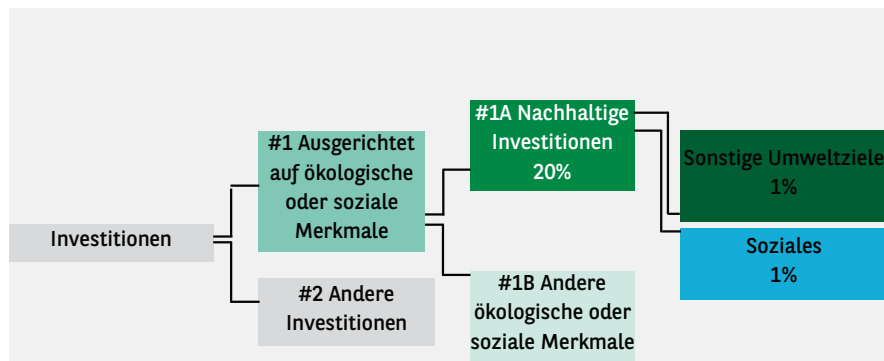 Investitionen
#1 Ausgerichtet
auf ökologische
oder soziale
Merkmale
#2 Andere
Investitionen
#1A Nachhaltige
Investitionen
20%
#1B Andere
ökologische oder
soziale Merkmale
Sonstige Umweltziele
1%
Soziales
1%